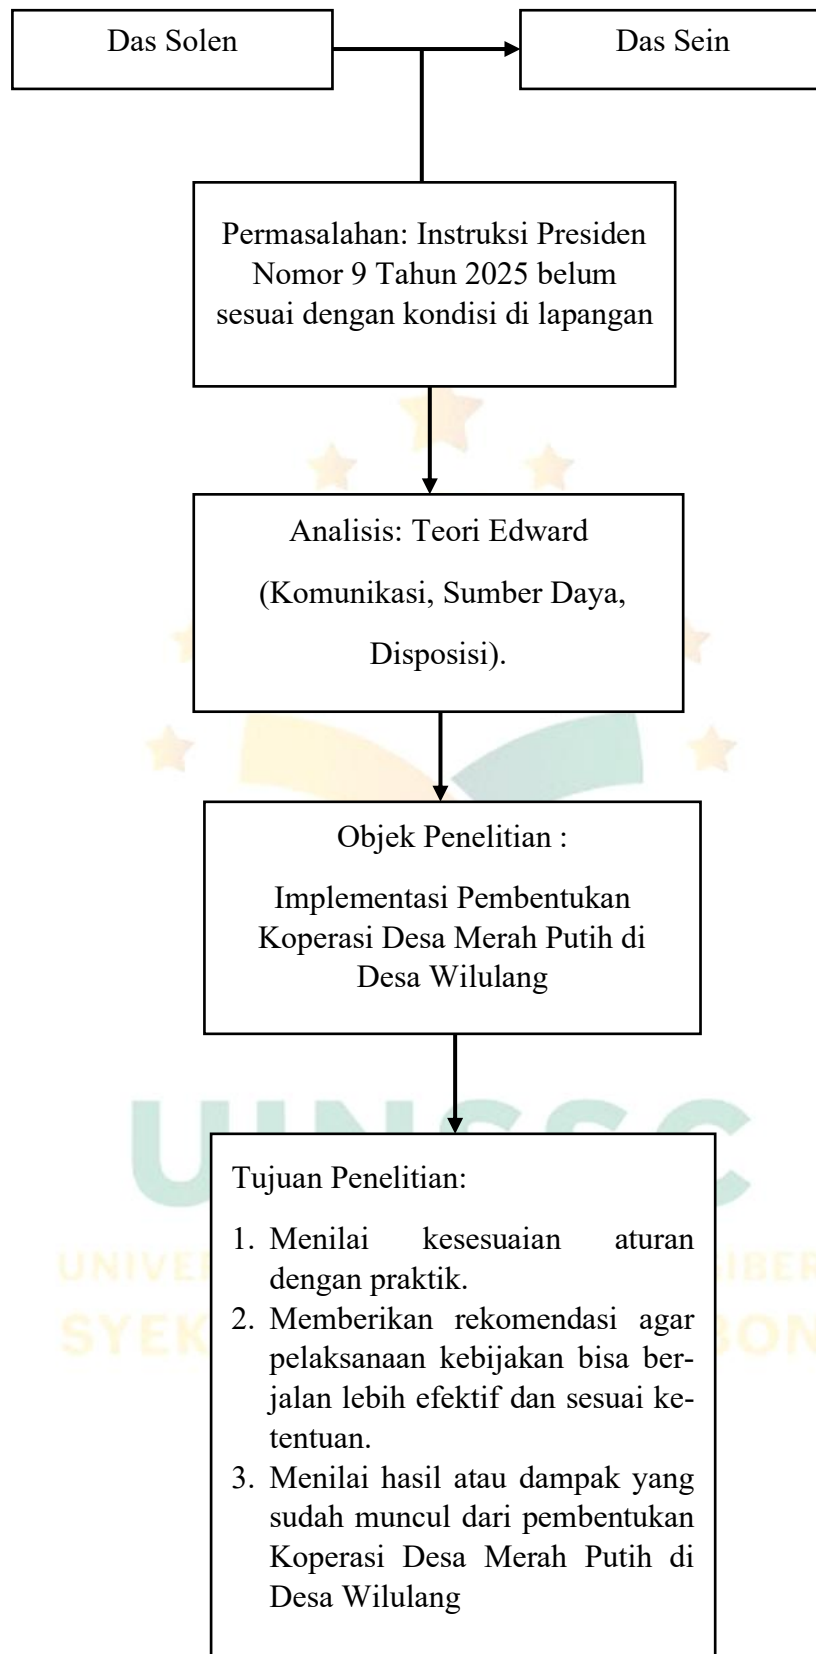 Das Solen
Das Sein
Permasalahan: Instruksi Presiden
Nomor 9 Tahun 2025 belum
sesuai dengan kondisi di lapangan
Analisis: Teori Edward
(Komunikasi, Sumber Daya,
Disposisi).
Objek Penelitian :
Implementasi Pembentukan
Koperasi Desa Merah Putih di
Desa Wilulang
Tujuan Penelitian:
1. Menilai kesesuaian aturan
dengan praktik.
2. Memberikan rekomendasi agar
pelaksanaan kebijakan bisa ber-
jalan lebih efektif dan sesuai ke-
tentuan.
3. Menilai hasil atau dampak yang
sudah muncul dari pembentukan
Koperasi Desa Merah Putih di
Desa Wilulang
UINSSC